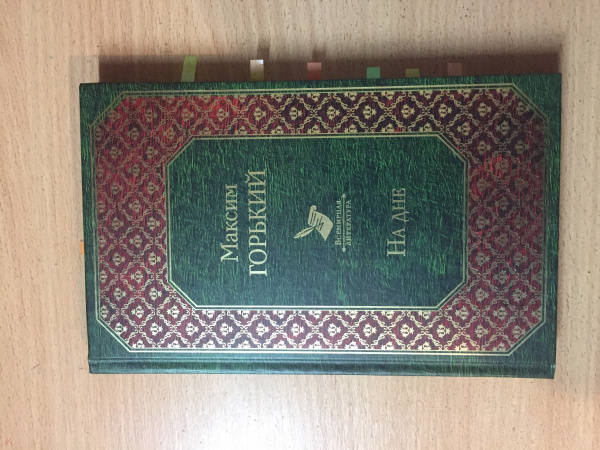 Максим
ГОРЬКИЙ
Всемирная
литература
На дне